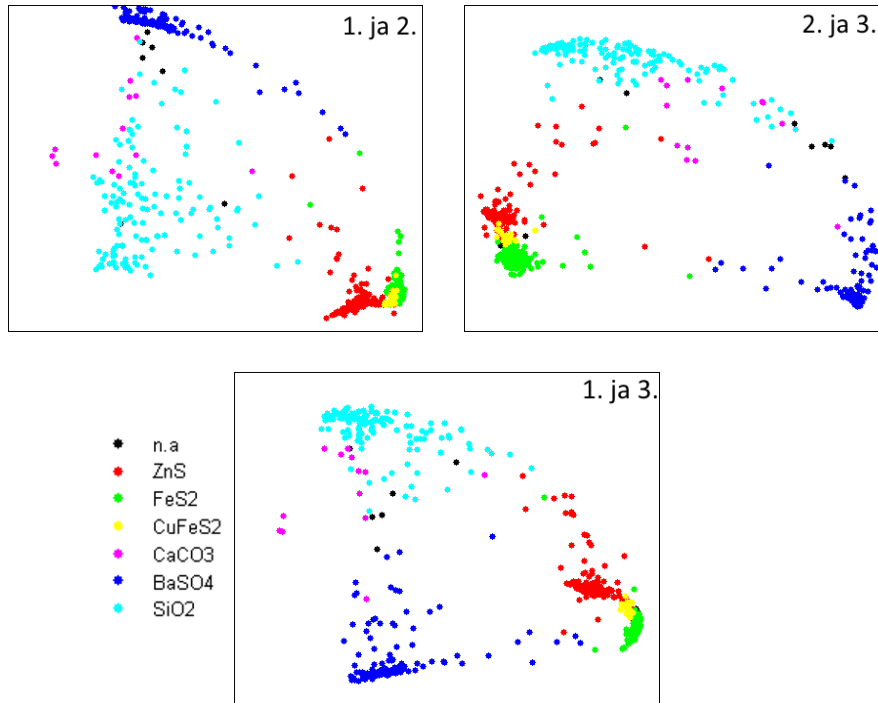 1. ja 2.
2. ja 3.
1. ja 3.
n.a
ZnS
FeS2
CuFeS2
CaCO3
BaSO4
SiO2